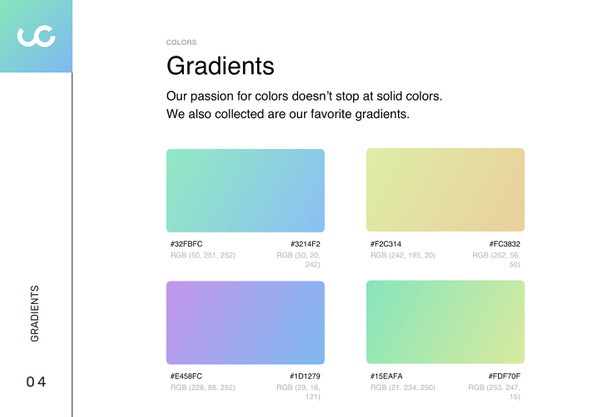 COLORS
Gradients
Our passion for colors doesn’t stop at solid colors.
We also collected are our favorite gradients.
#32FBFC #3214F2
RGB (50, 251, 252) RGB (50, 20,
242)
#F2C314 #FC3832
RGB (242, 195, 20) RGB (252, 56,
50)
#E458FC #1D1279
RGB (228, 88, 252) RGB (29, 18,
121)
#15EAFA #FDF70F
RGB (21, 234, 250) RGB (253, 247,
15)
GRADIENTS
04